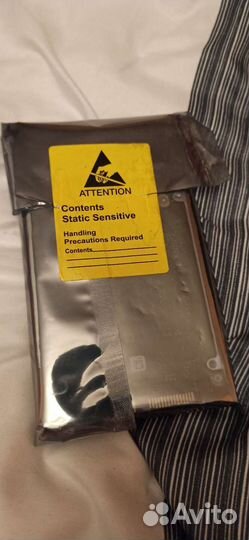 ATTENTION
Contents
Static Sensitive
Handling
Precautions Required
Contents
Avito